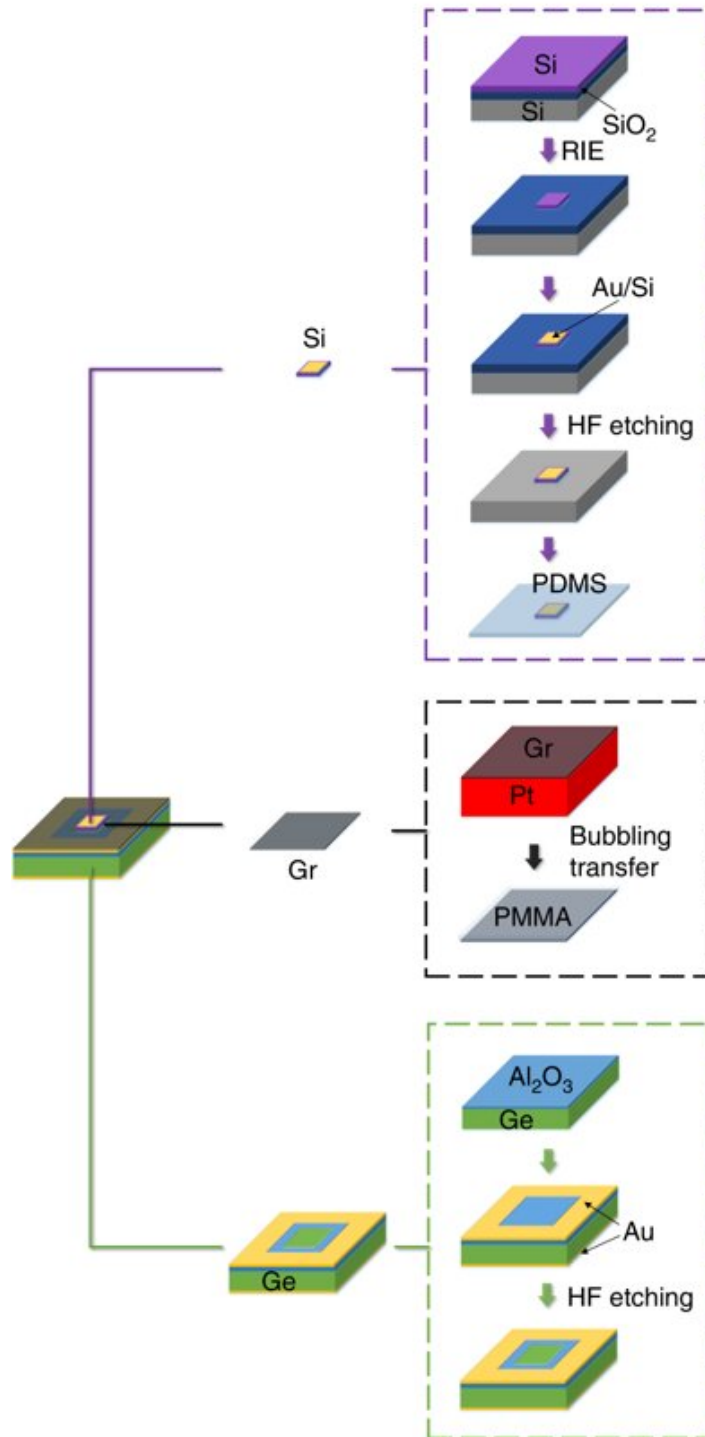 Si
Si
SiO₂
RIE
Au/Si
Si
HF etching
PDMS
Gr
Pt
Bubbling
transfer
Gr
PMMA
Al₂O₃
Ge
Au
Ge
HF etching